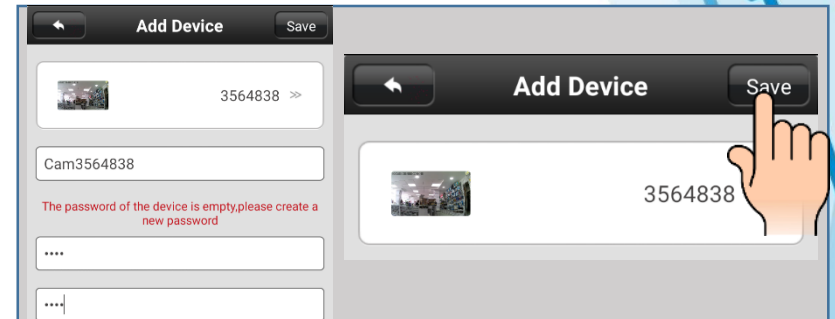 Add Device
Save
3564838 >>
Cam3564838
The password of the device is empty,please create a
new password
••••
••••
Add Device
Save
3564838